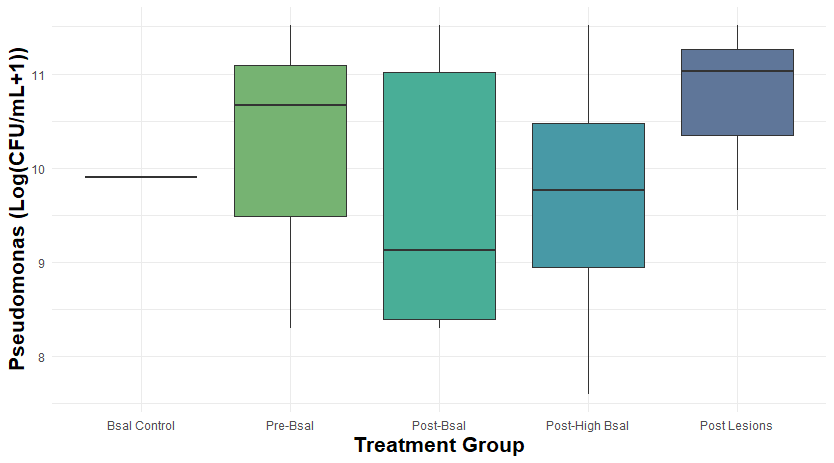 Pseudomonas (Log(CFU/mL+1))
11
10
9
8
Bsal Control Pre-Bsal Post-Bsal Post-High Bsal Post Lesions
Treatment Group